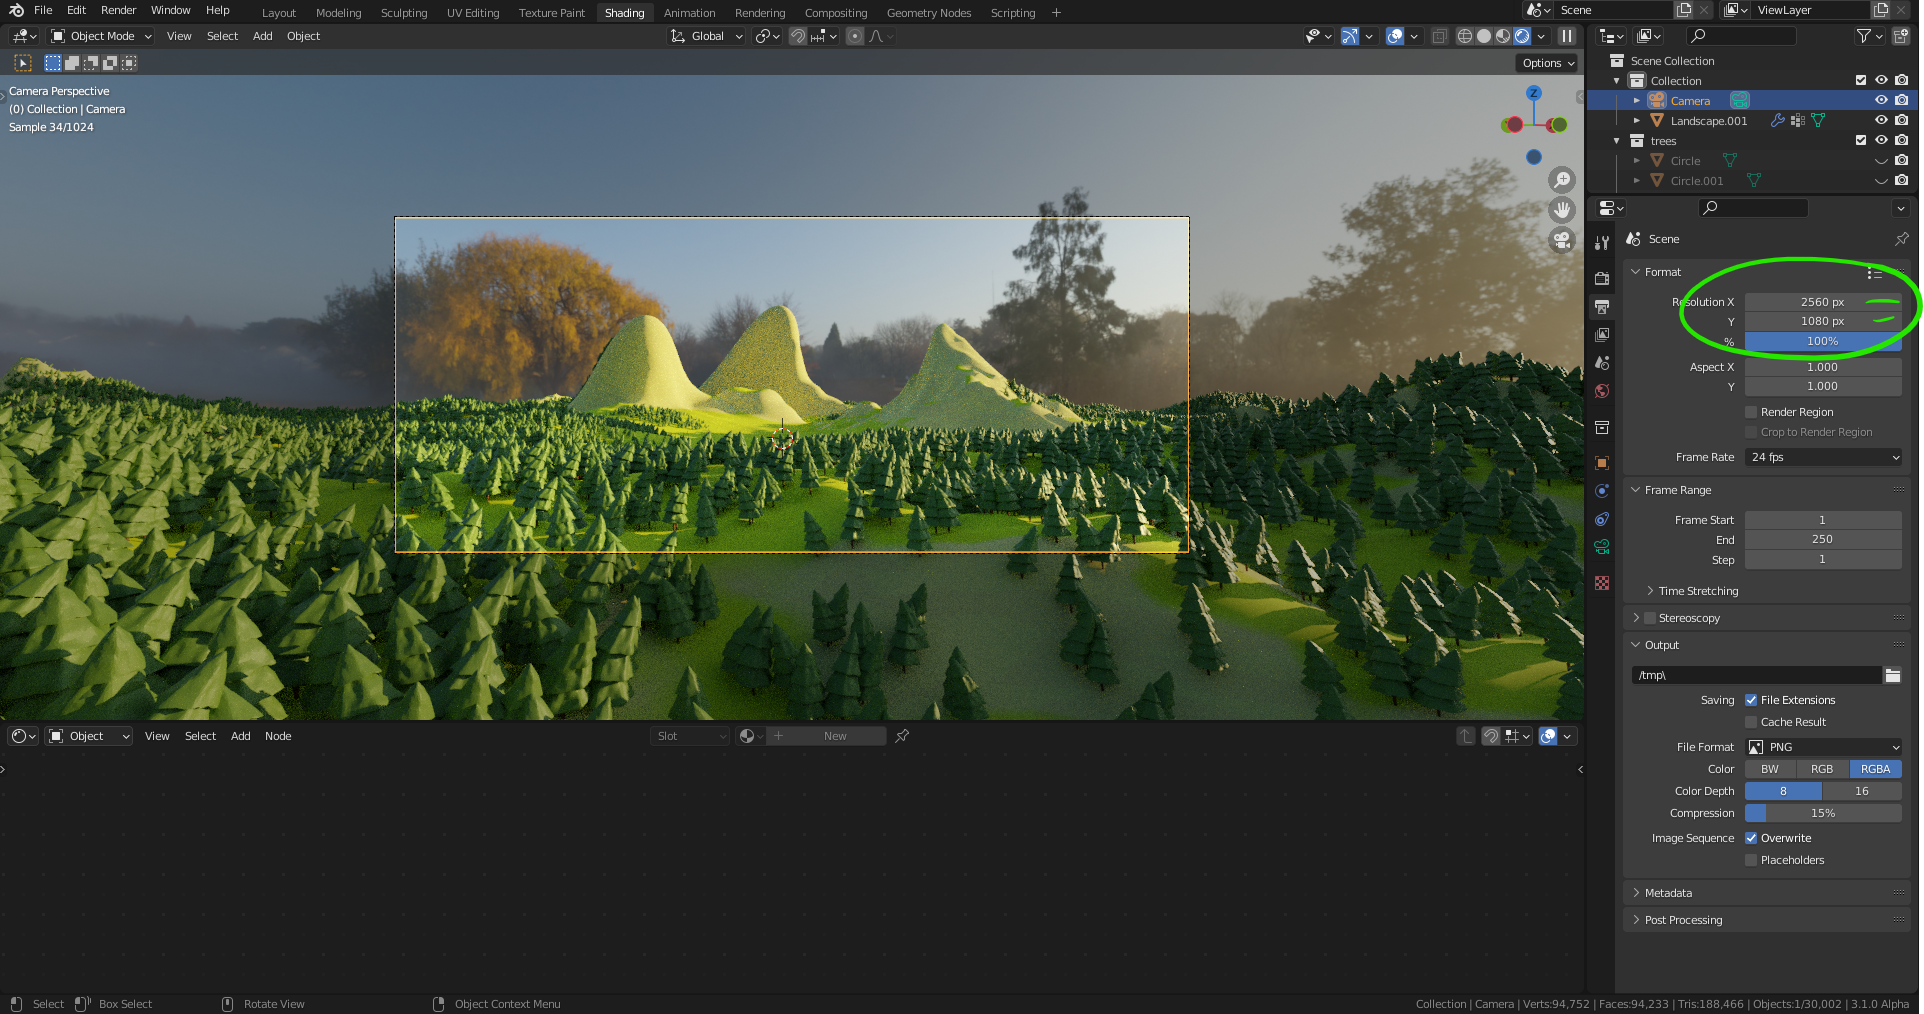 File Edit Render Window Help Layout Modeling Sculpting UV Editing Texture Paint Shading Animation Rendering Compositing Geometry Nodes Scripting + Scene ViewLayer
Object Mode View Select Add Object Global
Options
Camera Perspective
(0) Collection | Camera
Sample 34/1024
Z
Scene Collection
Collection
Camera
Landscape.001
trees
Circle
Circle.001
Scene
Format
Resolution X 2560 px
Y 1080 px
% 100%
Aspect X 1.000
Y 1.000
Render Region
Crop to Render Region
Frame Rate 24 fps
Frame Range
Frame Start 1
End 250
Step 1
Time Stretching
Stereoscopy
Output
/tmp\
Saving File Extensions
Cache Result
File Format PNG
Color BW RGB RGBA
Color Depth 8 16
Compression 15%
Image Sequence Overwrite
Placeholders
Metadata
Post Processing
Object View Select Add Node Slot New
Select Box Select Rotate View Object Context Menu Collection | Camera | Verts:94,752 | Faces:94,233 | Tris:188,466 | Objects:1/30,002 | 3.1.0 Alpha